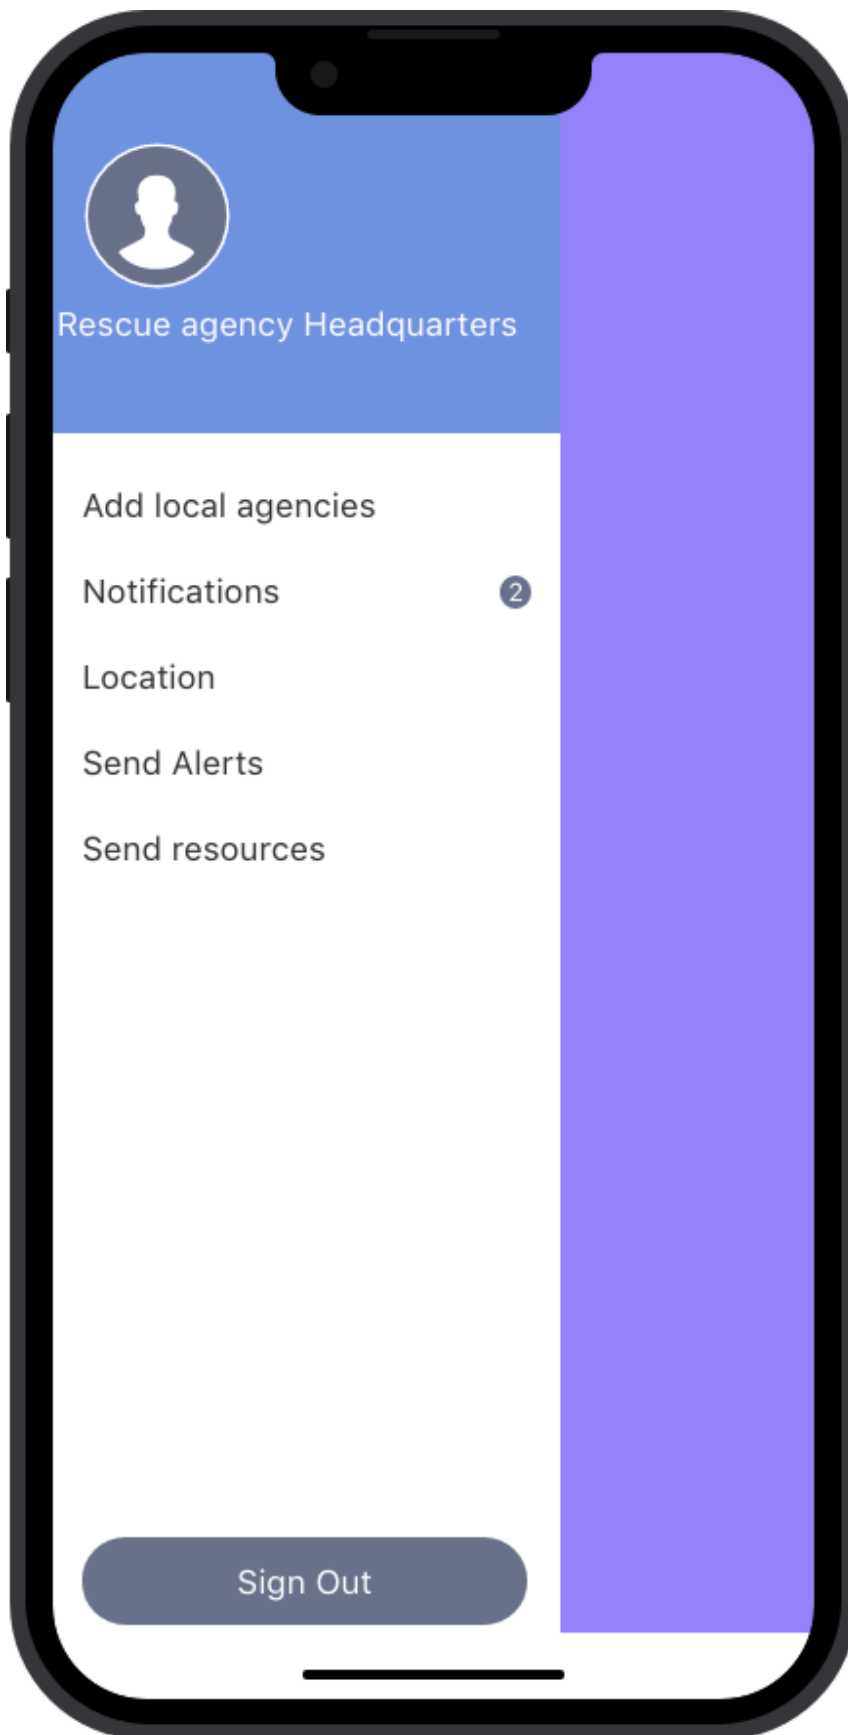 Rescue agency Headquarters
Add local agencies
Notifications 2
Location
Send Alerts
Send resources
Sign Out